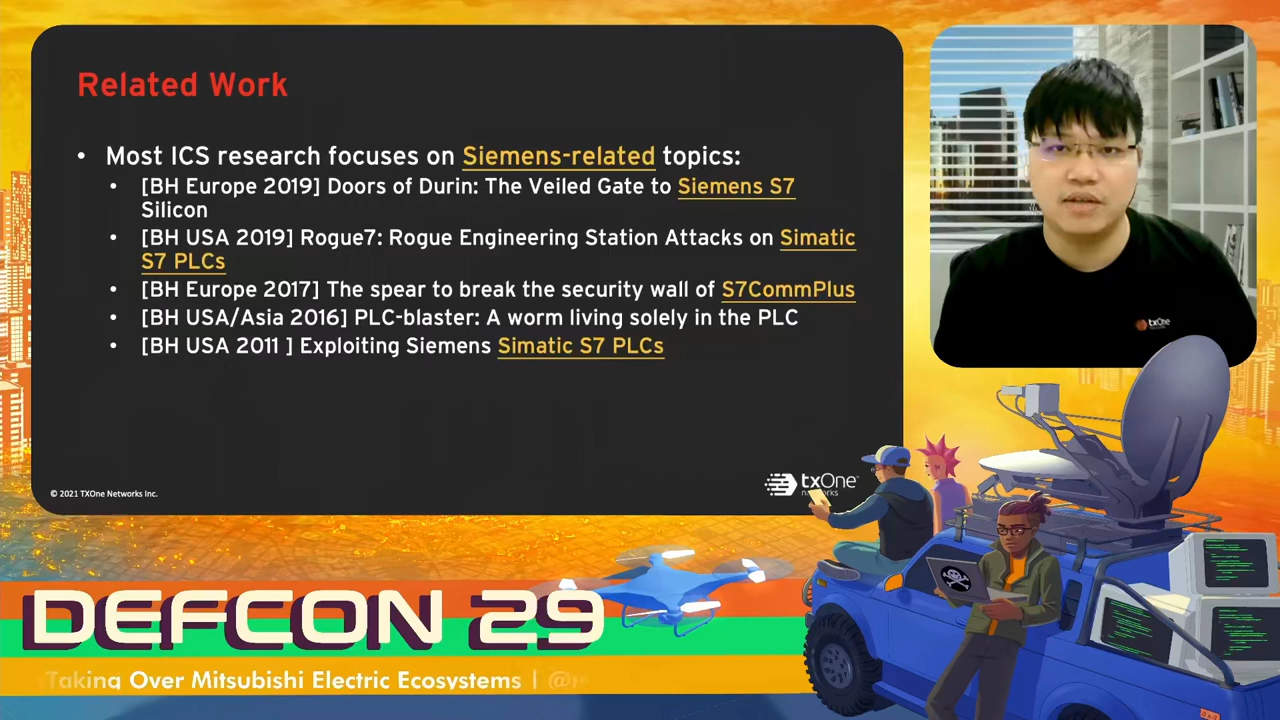 Related Work
• Most ICS research focuses on Siemens-related topics:
• [BH Europe 2019] Doors of Durin: The Veiled Gate to Siemens S7
Silicon
• [BH USA 2019] Rogue7: Rogue Engineering Station Attacks on Simatic
S7 PLCs
• [BH Europe 2017] The spear to break the security wall of S7CommPlus
• [BH USA/Asia 2016] PLC-blaster: A worm living solely in the PLC
• [BH USA 2011 ] Exploiting Siemens Simatic S7 PLCs
© 2021 TXOne Networks Inc.
txOne
txOne
DEFCON 29
Taking Over Mitsubishi Electric Ecosystems |